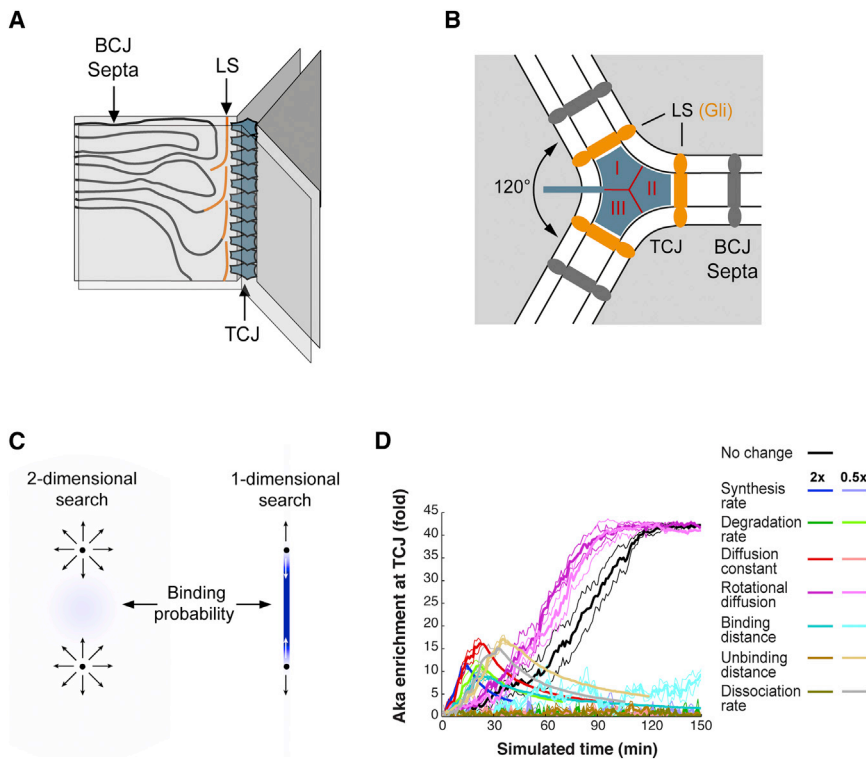 A
BCJ
Septa
LS
TCJ
B
LS (Gli)
120°
I
II
III
TCJ
BCJ
Septa
C
2-dimensional
search
1-dimensional
search
Binding
probability
D
Aka enrichment at TCJ (fold)
45
40
35
30
25
20
15
10
5
0
0
30
60
90
120
150
Simulated time (min)
No change
2x 0.5x
Synthesis
rate
Degradation
rate
Diffusion
constant
Rotational
diffusion
Binding
distance
Unbinding
distance
Dissociation
rate